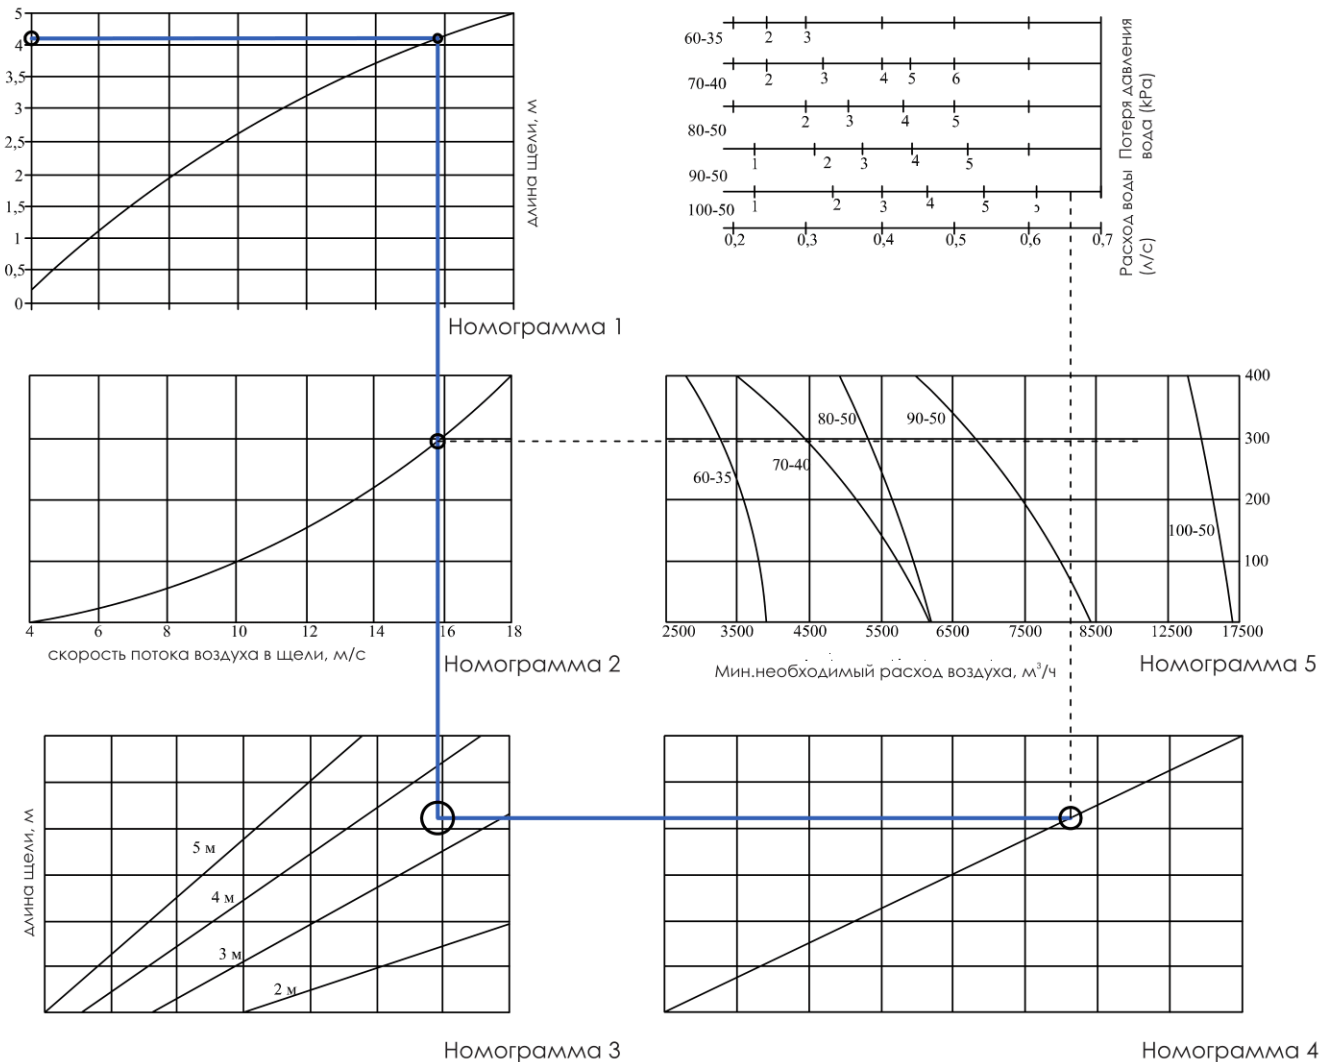 5
4
3,5
3
2,5
2
1,5
1
0,5
0
длина щели, м
Номограмма 1
60-35
2 3
70-40
2 3 4 5 6
80-50
2 3 4 5
90-50
1 2 3 4 5
100-50
1 2 3 4 5
0,2 0,3 0,4 0,5 0,6 0,7
Потеря давления
вода (kPa)
Расход воды
(л/с)
4 6 8 10 12 14 16 18
скорость потока воздуха в щели, м/с
Номограмма 2
400
300
200
100
60-35
70-40
80-50
90-50
100-50
2500 3500 4500 5500 6500 7500 8500 12500 17500
Мин.необходимый расход воздуха, м³/ч
Номограмма 5
длина щели, м
5 м
4 м
3 м
2 м
Номограмма 3
Номограмма 4